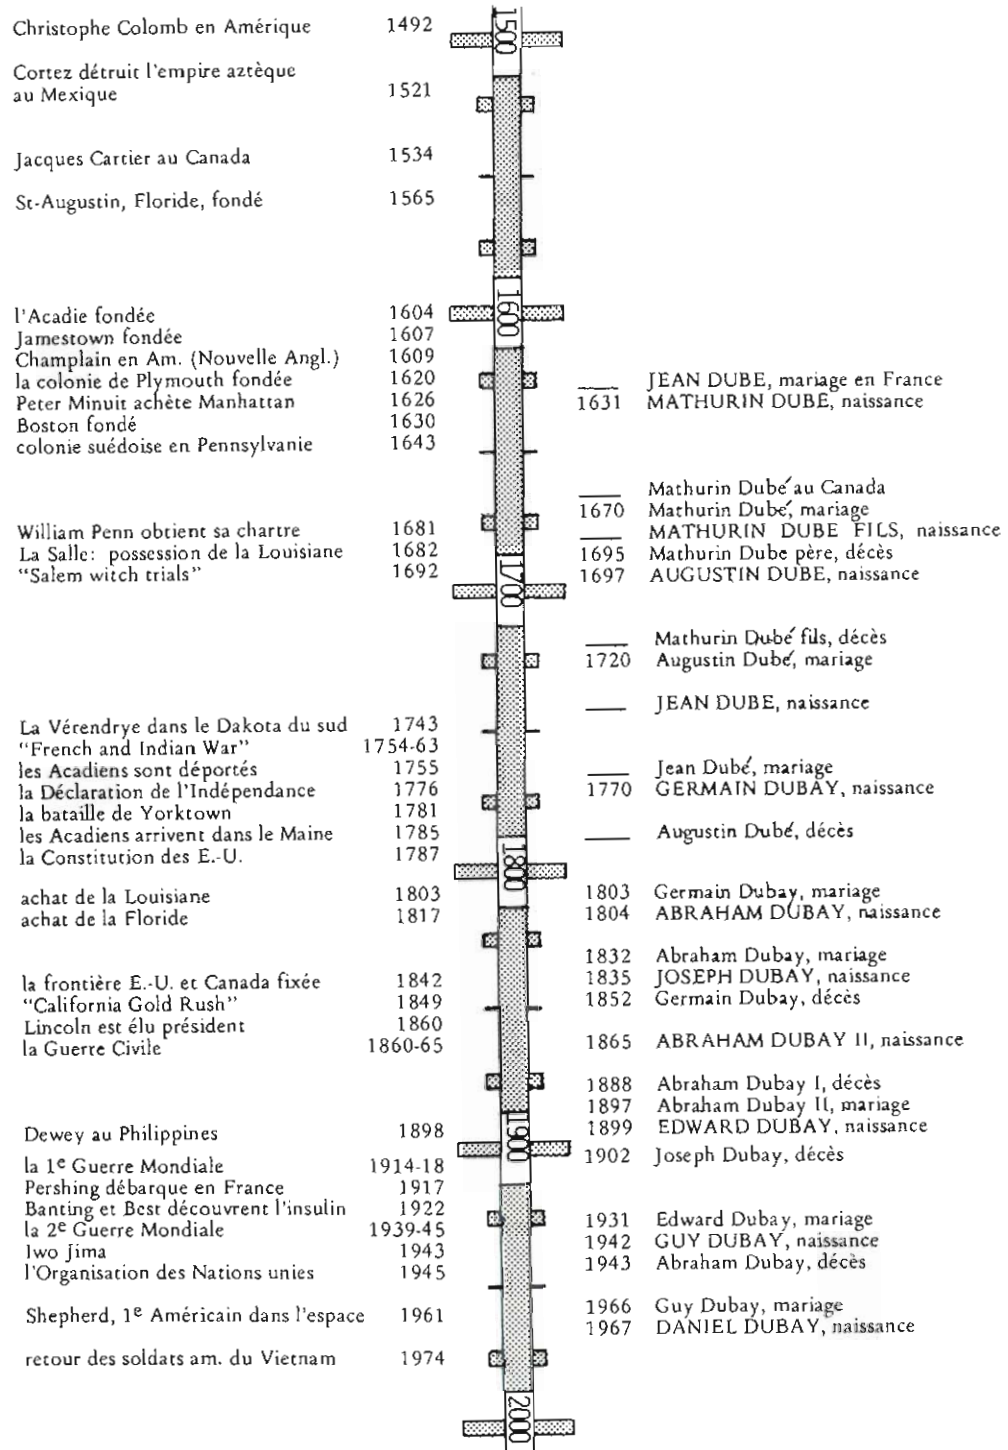 Christophe Colomb en Amérique 1492
Cortez détruit l'empire aztèque
au Mexique 1521
Jacques Cartier au Canada 1534
St-Augustin, Floride, fondé 1565
l'Acadie fondée 1604
Jamestown fondée 1607
Champlain en Am. (Nouvelle Angl.) 1609
la colonie de Plymouth fondée 1620
Peter Minuit achète Manhattan 1626
Boston fondé 1630
colonie suédoise en Pennsylvanie 1643
William Penn obtient sa chartre 1681
La Salle: possession de la Louisiane 1682
“Salem witch trials” 1692
La Vérendrye dans le Dakota du sud 1743
“French and Indian War” 1754-63
les Acadiens sont déportés 1755
la Déclaration de l'Indépendance 1776
la bataille de Yorktown 1781
les Acadiens arrivent dans le Maine 1785
la Constitution des E.-U. 1787
achat de la Louisiane 1803
achat de la Floride 1817
la frontière E.-U. et Canada fixée 1842
“California Gold Rush” 1849
Lincoln est élu président 1860
la Guerre Civile 1860-65
Dewey au Philippines 1898
la 1e Guerre Mondiale 1914-18
Pershing débarque en France 1917
Banting et Best découvrent l'insulin 1922
la 2e Guerre Mondiale 1939-45
Iwo Jima 1943
l'Organisation des Nations unies 1945
Shepherd, 1e Américain dans l'espace 1961
retour des soldats am. du Vietnam 1974
1500
1600
1700
1800
1900
2000
___ JEAN DUBE, mariage en France
1631 MATHURIN DUBE, naissance
___ Mathurin Dubé au Canada
1670 Mathurin Dubé, mariage
___ MATHURIN DUBE FILS, naissance
1695 Mathurin Dube père, décès
1697 AUGUSTIN DUBE, naissance
___ Mathurin Dubé fils, décès
1720 Augustin Dubé, mariage
___ JEAN DUBE, naissance
___ Jean Dubé, mariage
1770 GERMAIN DUBAY, naissance
___ Augustin Dubé, décès
1803 Germain Dubay, mariage
1804 ABRAHAM DUBAY, naissance
1832 Abraham Dubay, mariage
1835 JOSEPH DUBAY, naissance
1852 Germain Dubay, décès
1865 ABRAHAM DUBAY II, naissance
1888 Abraham Dubay I, décès
1897 Abraham Dubay II, mariage
1899 EDWARD DUBAY, naissance
1902 Joseph Dubay, décès
1931 Edward Dubay, mariage
1942 GUY DUBAY, naissance
1943 Abraham Dubay, décès
1966 Guy Dubay, mariage
1967 DANIEL DUBAY, naissance